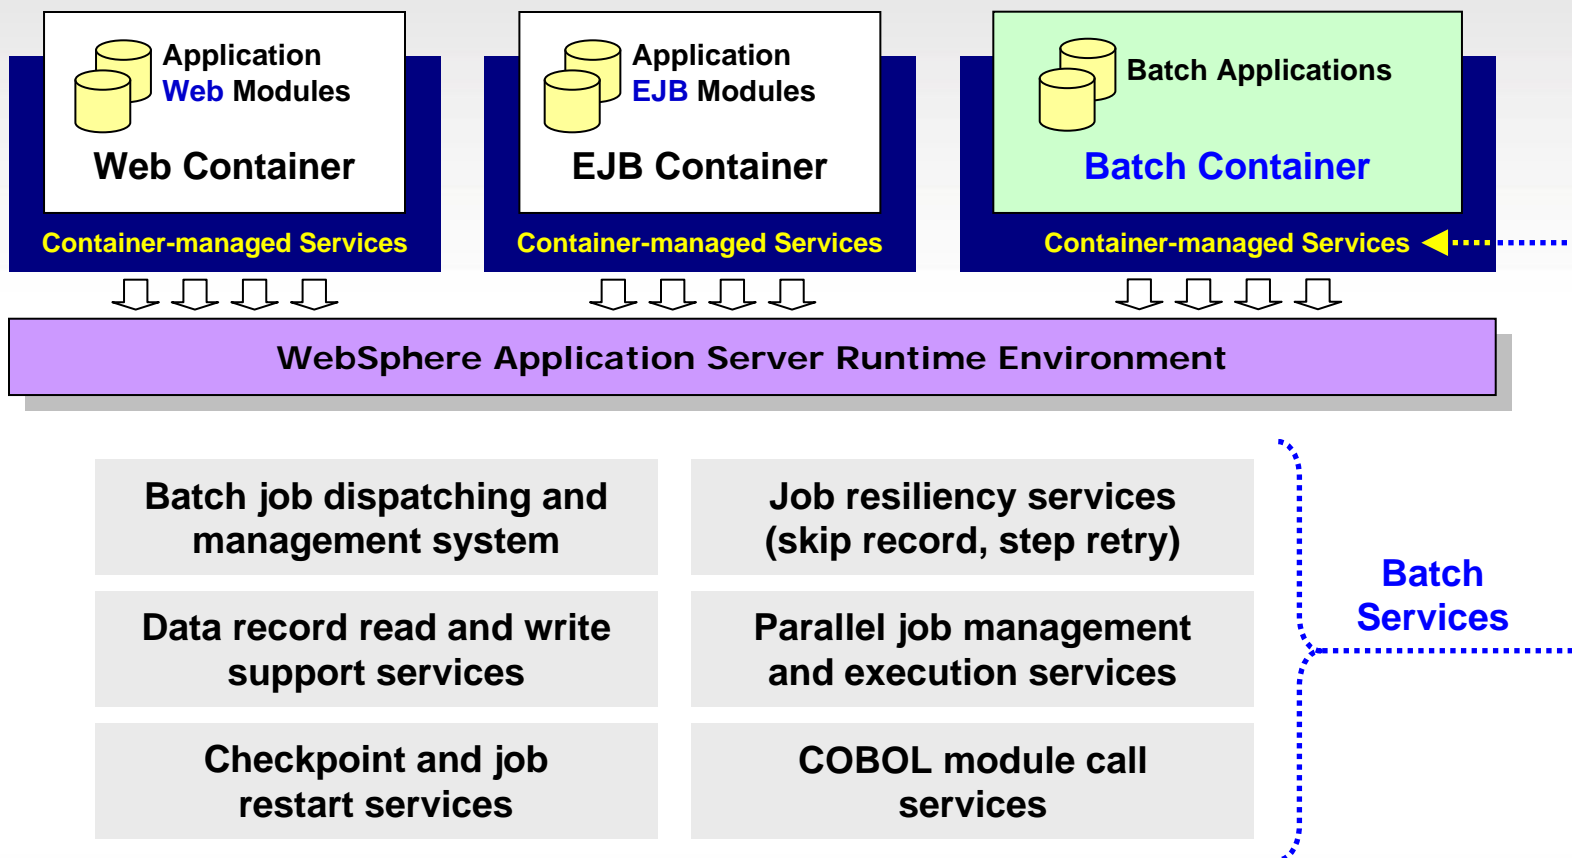 Application
Web Modules
Web Container
Container-managed Services
Application
EJB Modules
EJB Container
Container-managed Services
Batch Applications
Batch Container
Container-managed Services
WebSphere Application Server Runtime Environment
Batch job dispatching and
management system
Job resiliency services
(skip record, step retry)
Data record read and write
support services
Parallel job management
and execution services
Checkpoint and job
restart services
COBOL module call
services
Batch
Services